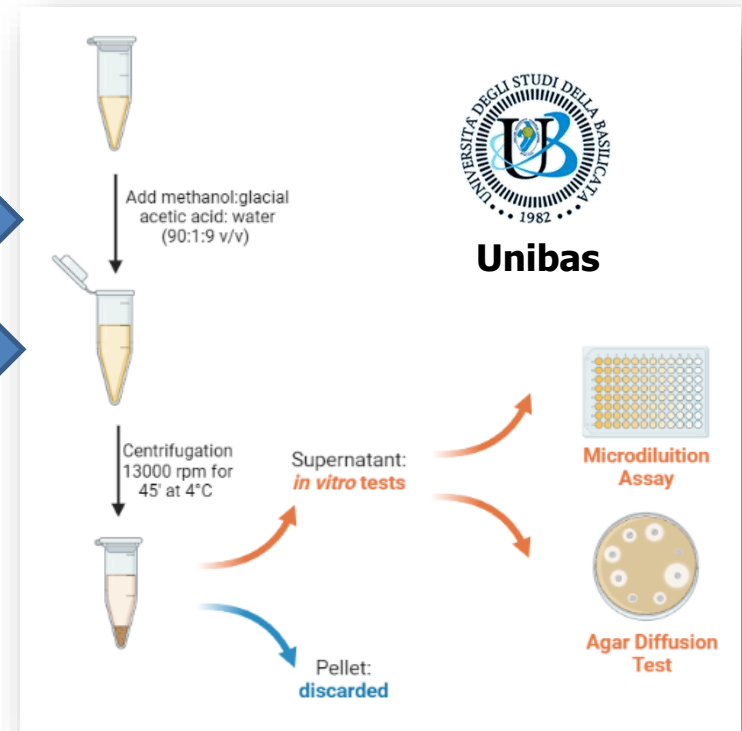 Add methanol:glacial
acetic acid: water
(90:1:9 v/v)
UNIVERSITÀ DEGLI STUDI DELLA BASILICATA
UB
• • • 1982 • • •
Unibas
Centrifugation
13000 rpm for
45' at 4°C
Supernatant:
in vitro tests
Microdiluition
Assay
Agar Diffusion
Test
Pellet:
discarded